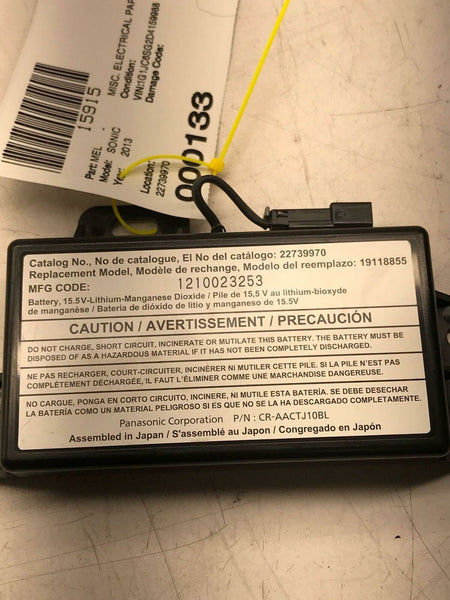 MISC. ELECTRICAL PAR
Condition:
VIN:1G1JC6SG2D4159988
Damage Code:
15915
Part: MEL
Model: SONIC
Year: 2013
Location:
22739970
000133
Catalog No., No de catalogue, El No del catálogo: 22739970
Replacement Model, Modèle de rechange, Modelo del reemplazo: 19118855
MFG CODE: 1210023253
Battery, 15.5V-Lithium-Manganese Dioxide / Pile de 15,5 V au lithium-bioxyde
de manganèse / Batería de dióxido de litio y manganeso de 15.5V
CAUTION / AVERTISSEMENT / PRECAUCIÓN
DO NOT CHARGE, SHORT CIRCUIT, INCINERATE OR MUTILATE THIS BATTERY. THE BATTERY MUST BE
DISPOSED OF AS A HAZARDOUS MATERIAL IF IT HAS NOT BEEN COMPLETELY DISCHARGED.
NE PAS RECHARGER, COURT-CIRCUITER, INCINÉRER NI MUTILER CETTE PILE. SI LA PILE N'EST PAS
COMPLÈTEMENT DÉCHARGÉE, IL FAUT L'ÉLIMINER COMME UNE MARCHANDISE DANGEREUSE.
NO CARGUE, PONGA EN CORTO CIRCUITO, INCINERE, NI MUTILE ESTA BATERÍA. SE DEBE DESECHAR
LA BATERÍA COMO UN MATERIAL PELIGROSO SI ES QUE NO SE LA HA DESCARGADO COMPLETAMENTE.
Panasonic Corporation P/N : CR-AACTJ10BL
Assembled in Japan / S'assemblé au Japon / Congregado en Japón